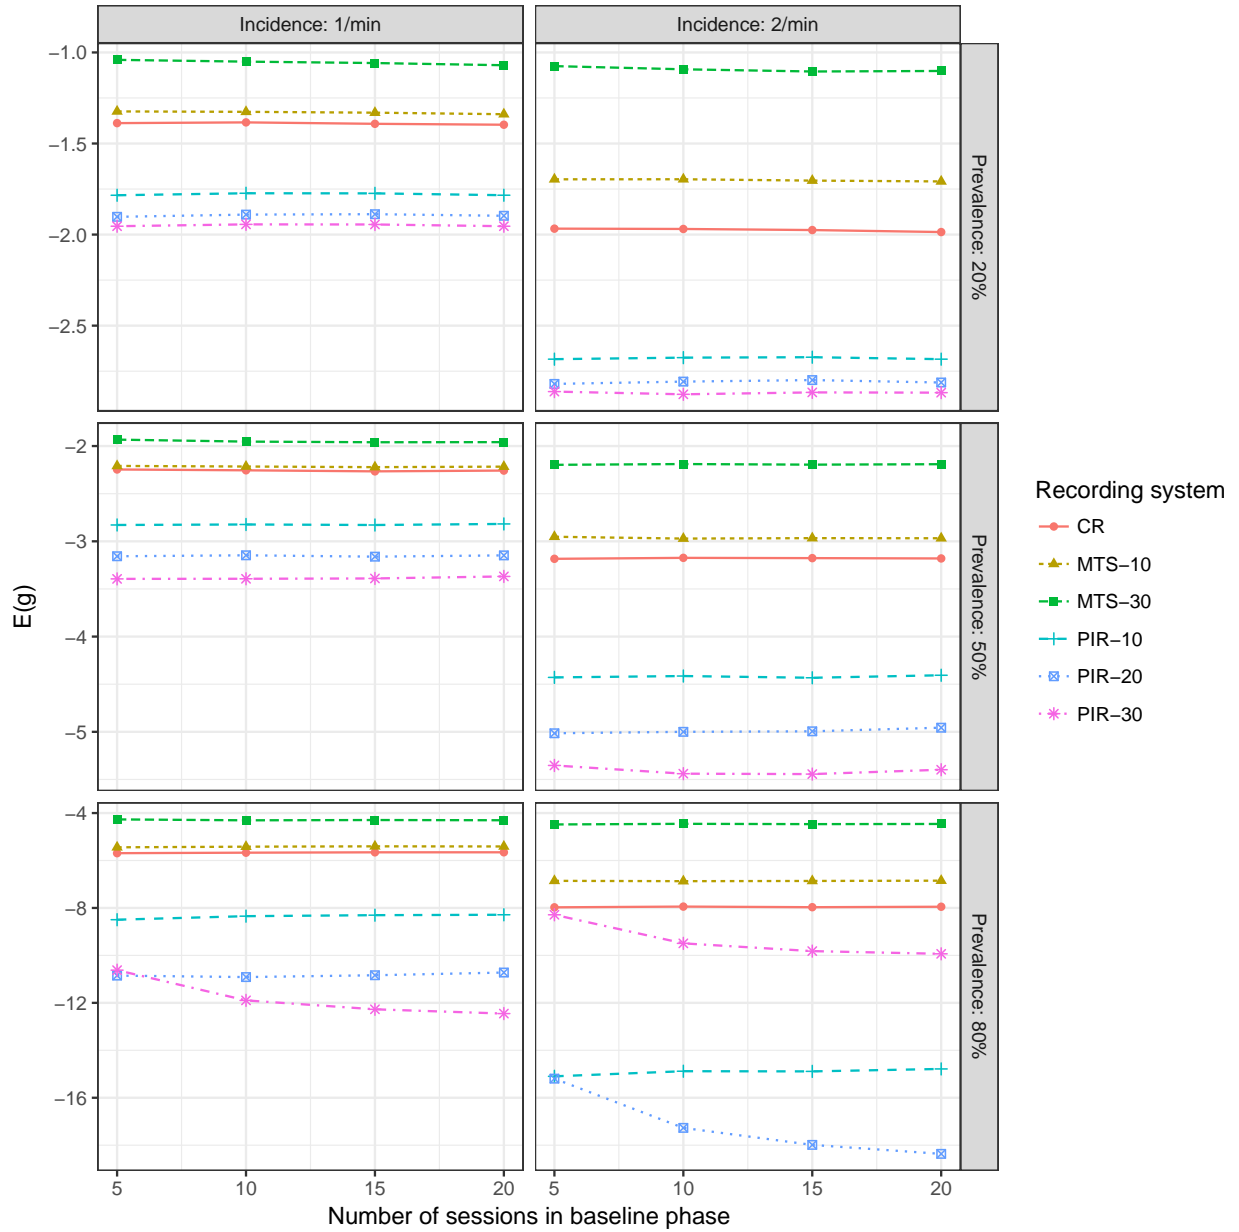 Incidence: 1/min
Incidence: 2/min
−1.0
−1.5
−2.0
−2.5
Prevalence: 20%
−2
−3
−4
−5
Prevalence: 50%
−4
−8
−12
−16
Prevalence: 80%
E(g)
5
10
15
20
5
10
15
20
Number of sessions in baseline phase
Recording system
CR
MTS−10
MTS−30
PIR−10
PIR−20
PIR−30